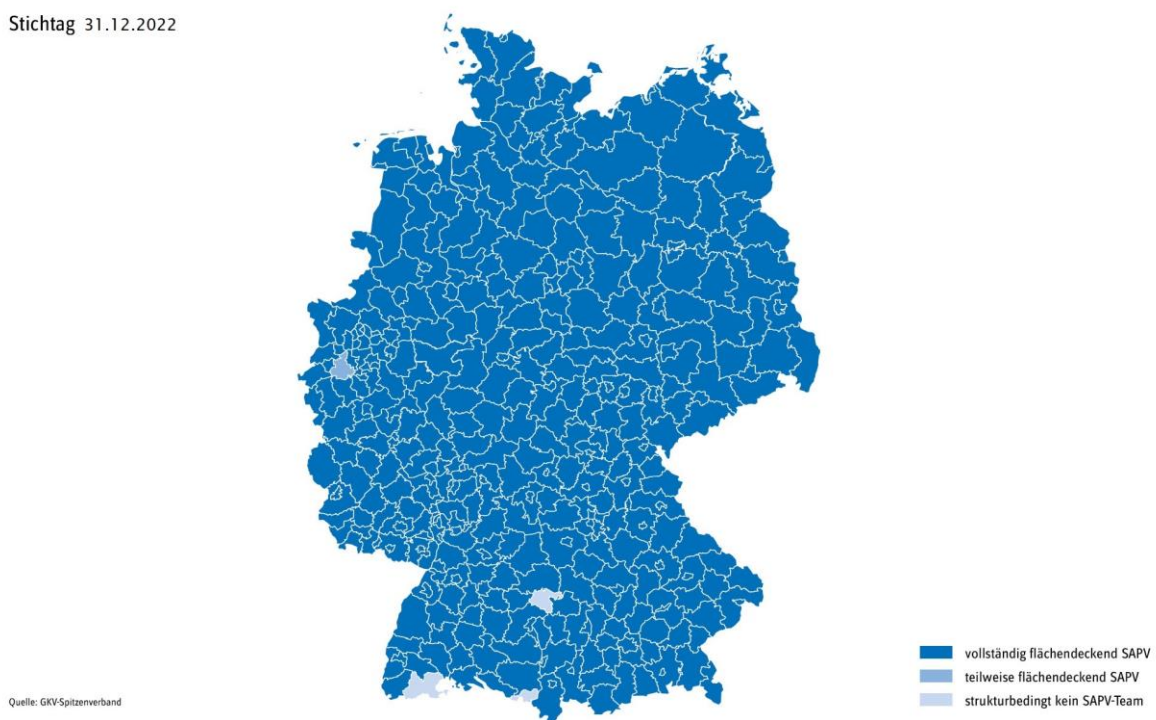 Stichtag 31.12.2022
vollständig flächendeckend SAPV
teilweise flächendeckend SAPV
strukturbedingt kein SAPV-Team
Quelle: GKV-Spitzenverband